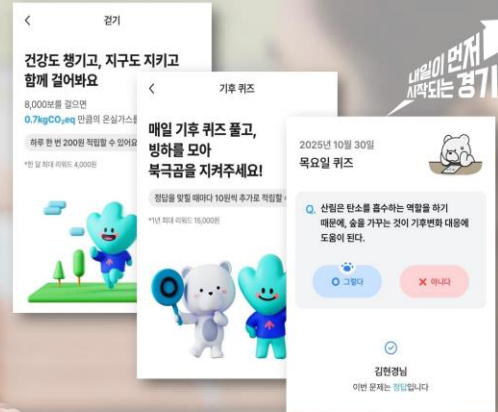 걷기
건강도 챙기고, 지구도 지키고
함께 걸어봐요
8,000보를 걸으면
0.7kgCO₂eq 만큼의 온실가스를
하루 한 번 200원 적립할 수 있어요
*한 달 최대 리워드 4,000원
기후 퀴즈
매일 기후 퀴즈 풀고,
빙하를 모아
북극곰을 지켜주세요!
정답을 맞힐 때마다 10원씩 추가로 적립할
*1년 최대 리워드 15,000원
내일이 먼저
시작되는 경기
2025년 10월 30일
목요일 퀴즈
Q. 산림은 탄소를 흡수하는 역할을 하기
때문에, 숲을 가꾸는 것이 기후변화 대응에
도움이 된다.
O 그렇다
X 아니다
김현경님
이번 문제는 정답입니다